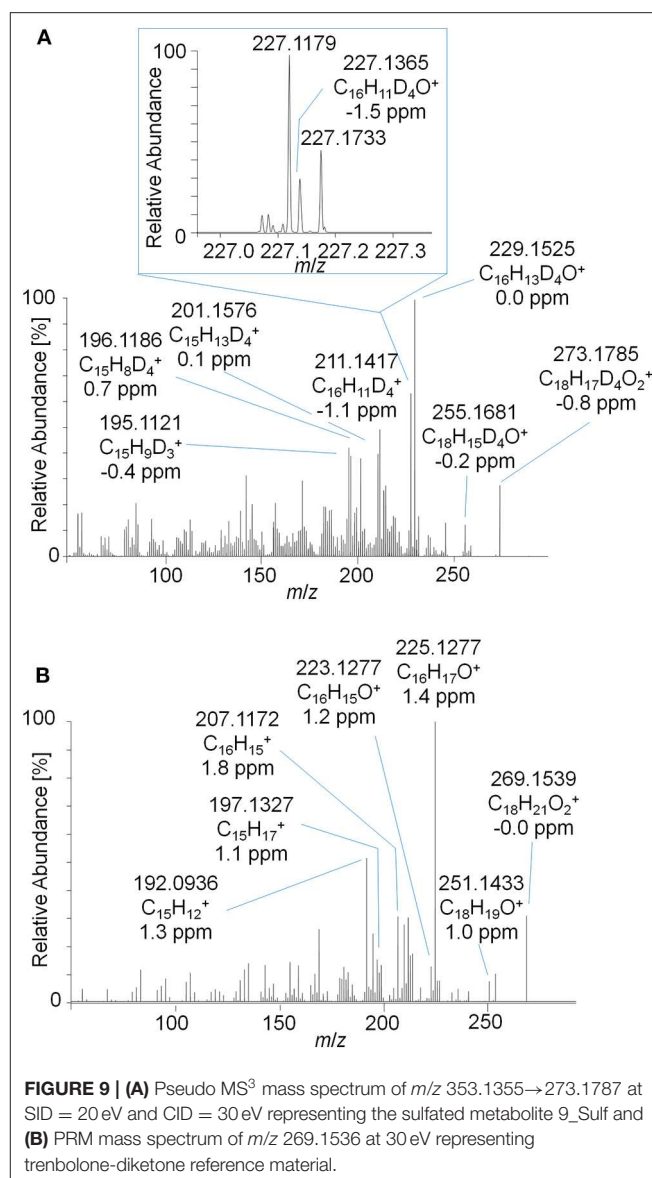 A
227.1179
100
227.1365
C₁₆H₁₁D₄O⁺
-1.5 ppm
227.1733
Relative Abundance
0
227.0 227.1 227.2 227.3
m/z
229.1525
C₁₆H₁₃D₄O⁺
0.0 ppm
100
201.1576
C₁₅H₁₃D₄⁺
0.1 ppm
196.1186
C₁₅H₈D₄⁺
0.7 ppm
211.1417
C₁₆H₁₁D₄⁺
-1.1 ppm
273.1785
C₁₈H₁₇D₄O₂⁺
-0.8 ppm
195.1121
C₁₅H₉D₃⁺
-0.4 ppm
255.1681
C₁₈H₁₅D₄O⁺
-0.2 ppm
Relative Abundance [%]
0
100 150 200 250
m/z
B
225.1277
C₁₆H₁₇O⁺
1.4 ppm
223.1277
C₁₆H₁₅O⁺
1.2 ppm
100
207.1172
C₁₆H₁₅⁺
1.8 ppm
269.1539
C₁₈H₂₁O₂⁺
-0.0 ppm
197.1327
C₁₅H₁₇⁺
1.1 ppm
192.0936
C₁₅H₁₂⁺
1.3 ppm
251.1433
C₁₈H₁₉O⁺
1.0 ppm
Relative Abundance [%]
0
100 150 200 250
m/z
FIGURE 9 | (A) Pseudo MS³ mass spectrum of m/z 353.1355→273.1787 at
SID = 20 eV and CID = 30 eV representing the sulfated metabolite 9_Sulf and
(B) PRM mass spectrum of m/z 269.1536 at 30 eV representing
trenbolone-diketone reference material.